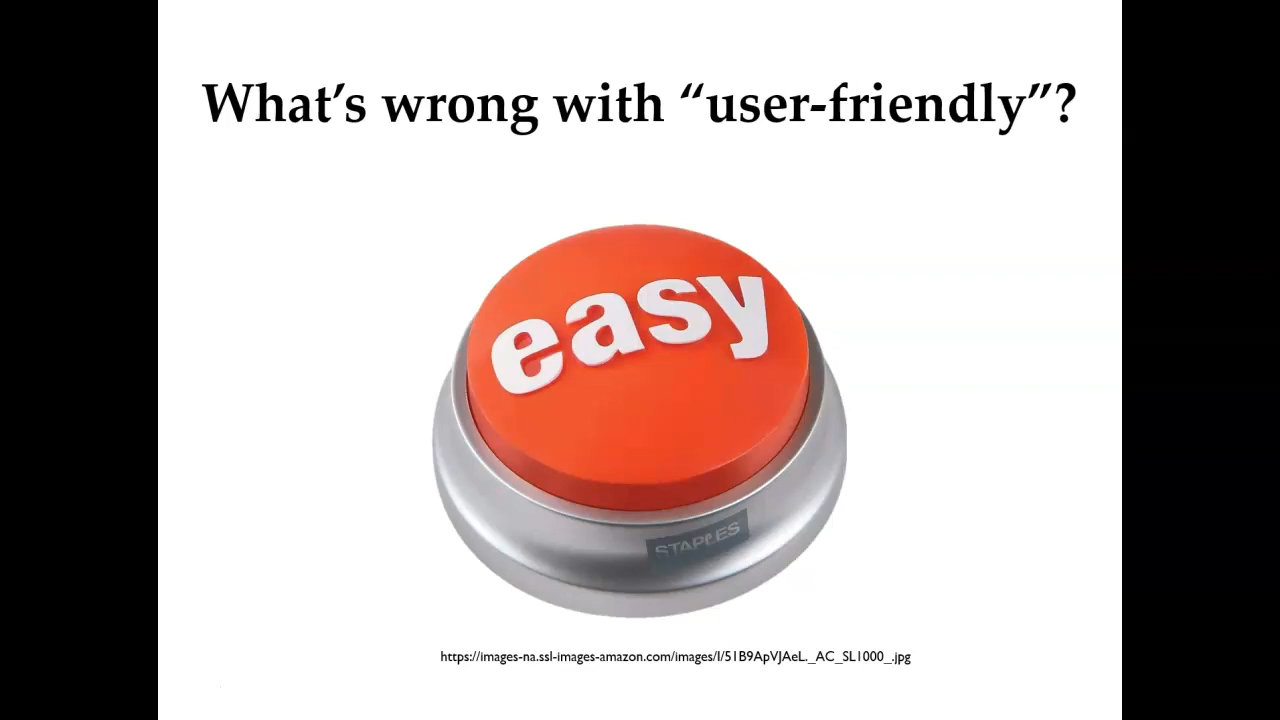 What’s wrong with “user-friendly”?
easy
STAPLES
https://images-na.ssl-images-amazon.com/images/I/51B9ApVJAeL._AC_SL1000_.jpg